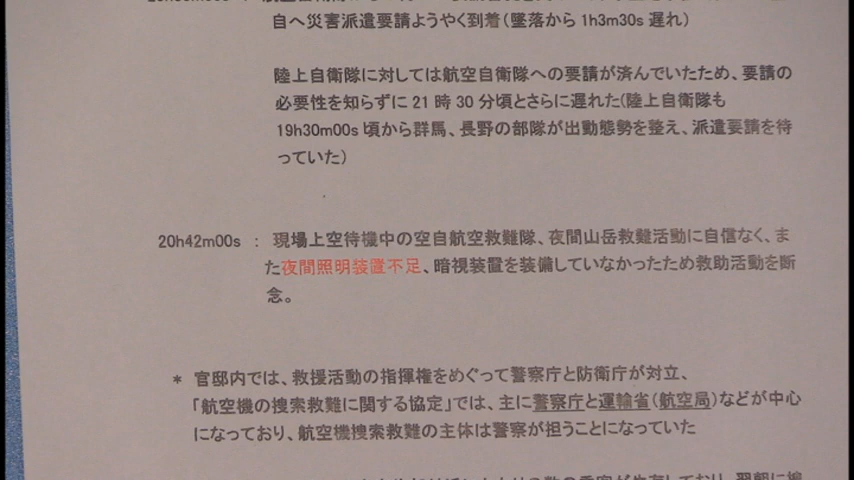 自へ災害派遣要請ようやく到着(墜落から 1h3m30s 遅れ)
陸上自衛隊に対しては航空自衛隊への要請が済んでいたため、要請の
必要性を知らずに 21 時 30 分頃とさらに遅れた(陸上自衛隊も
19h30m00s 頃から群馬、長野の部隊が出動態勢を整え、派遣要請を待
っていた)
20h42m00s : 現場上空待機中の空自航空救難隊、夜間山岳救難活動に自信なく、ま
た夜間照明装置不足、暗視装置を装備していなかったため救助活動を断
念。
* 官邸内では、救援活動の指揮権をめぐって警察庁と防衛庁が対立、
「航空機の捜索救難に関する協定」では、主に警察庁と運輸省(航空局)などが中心
になっており、航空機捜索救難の主体は警察が担うことになっていた